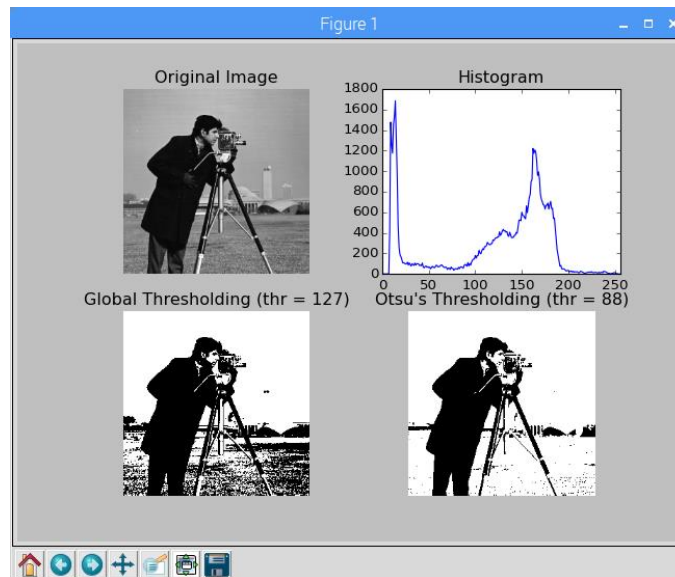 Figure 1
Original Image
Histogram
1800
1600
1400
1200
1000
800
600
400
200
0
0 50 100 150 200 250
Global Thresholding (thr = 127)
Otsu's Thresholding (thr = 88)